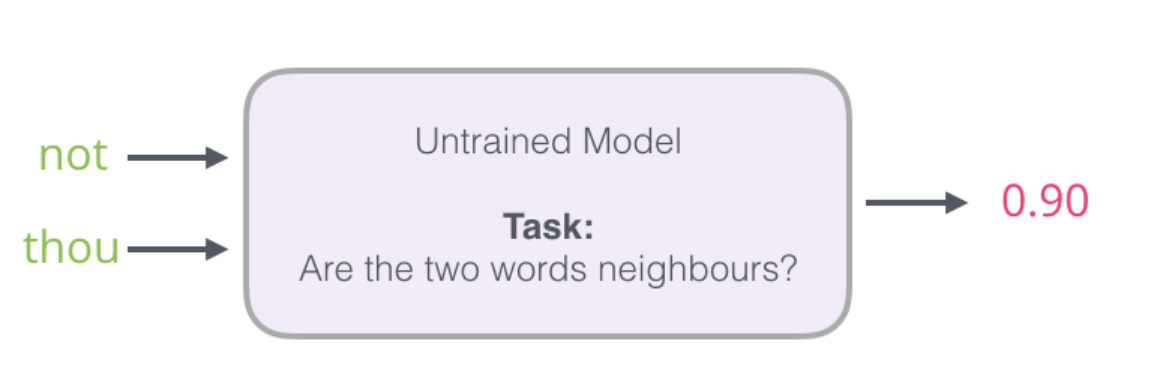 not
thou
Untrained Model
Task:
Are the two words neighbours?
0.90